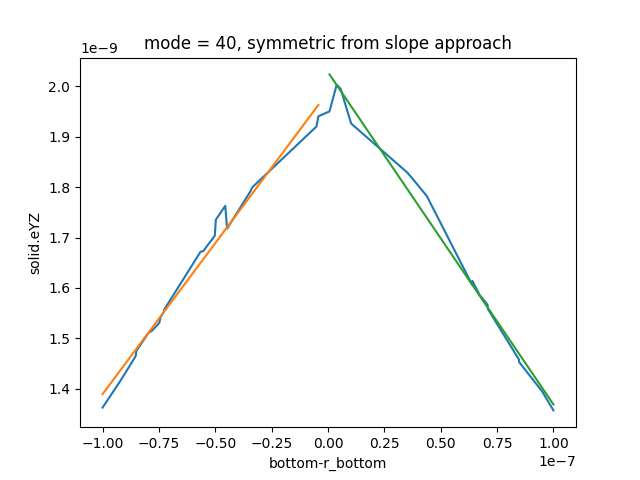 mode = 40, symmetric from slope approach
1e−9
2.0
1.9
1.8
1.7
1.6
1.5
1.4
solid.eYZ
−1.00 −0.75 −0.50 −0.25 0.00 0.25 0.50 0.75 1.00
bottom-r_bottom
1e−7